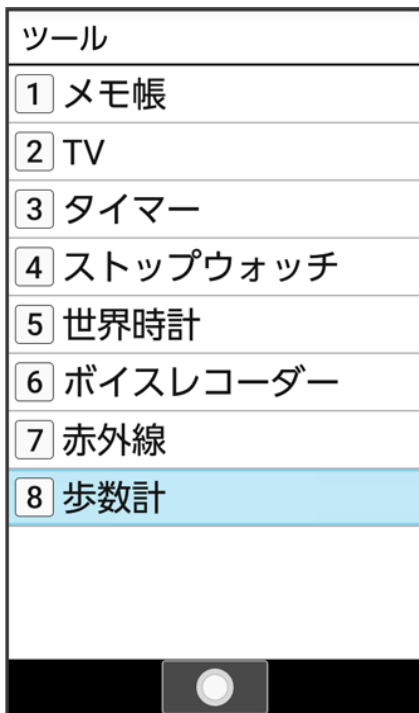 ツール
1 メモ帳
2 TV
3 タイマー
4 ストップウォッチ
5 世界時計
6 ボイスレコーダー
7 赤外線
8 歩数計